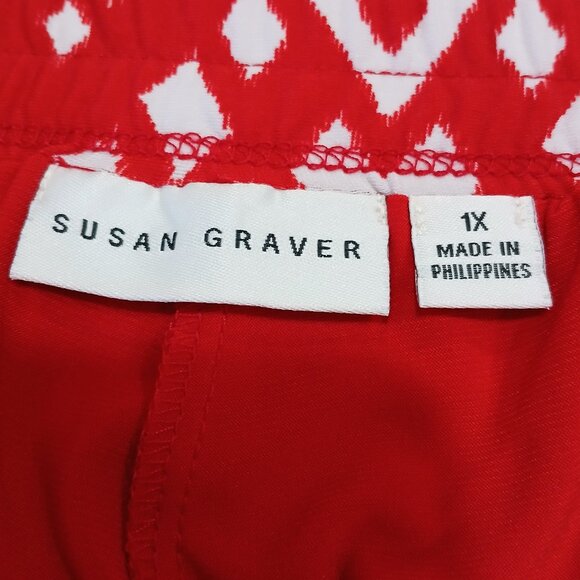 SUSAN GRAVER
1X
MADE IN
PHILIPPINES